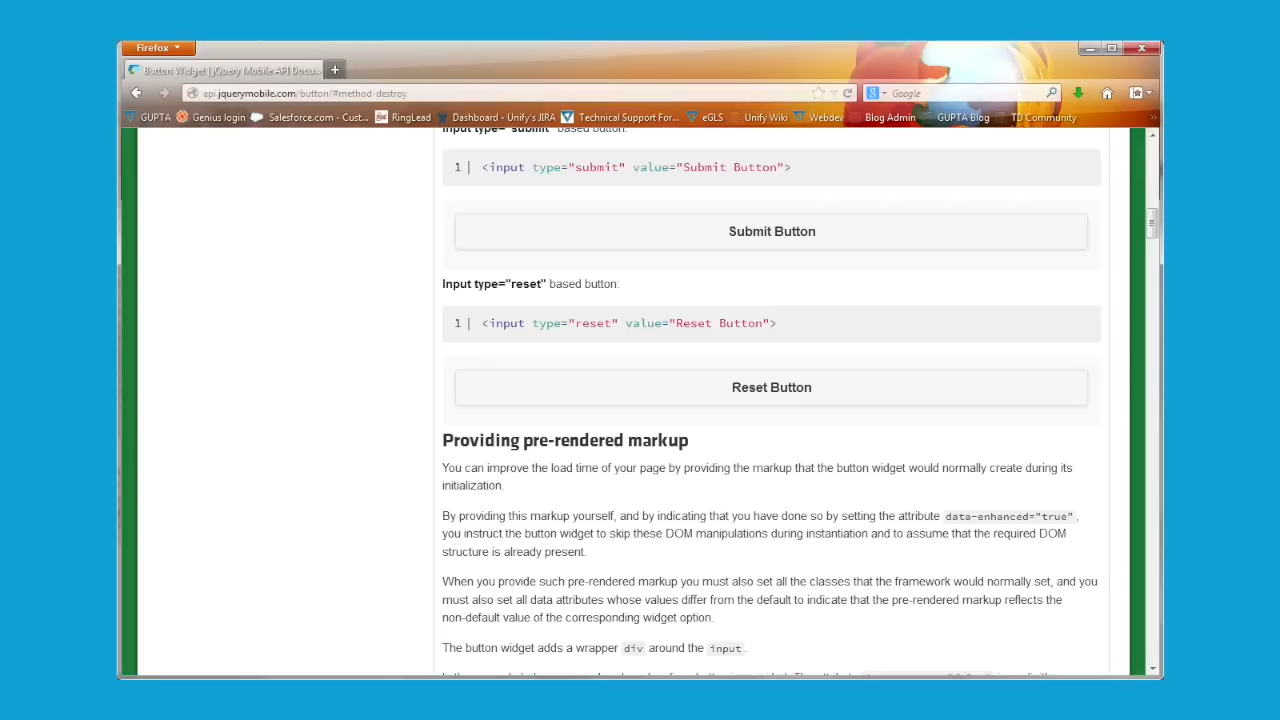 Firefox
Button Widget | jQuery Mobile API Docu...
api.jquerymobile.com/button/#method-destroy
Google
GUPTA Genius login Salesforce.com - Cust... RingLead Dashboard - Unify's JIRA Technical Support For... eGLS Unify Wiki Webdev Blog Admin GUPTA Blog TD Community
Input type="submit" based button:
1 <input type="submit" value="Submit Button">
Submit Button
Input type="reset" based button:
1 <input type="reset" value="Reset Button">
Reset Button
Providing pre-rendered markup
You can improve the load time of your page by providing the markup that the button widget would normally create during its
initialization.
By providing this markup yourself, and by indicating that you have done so by setting the attribute data-enhanced="true",
you instruct the button widget to skip these DOM manipulations during instantiation and to assume that the required DOM
structure is already present.
When you provide such pre-rendered markup you must also set all the classes that the framework would normally set, and you
must also set all data attributes whose values differ from the default to indicate that the pre-rendered markup reflects the
non-default value of the corresponding widget option.
The button widget adds a wrapper div around the input.